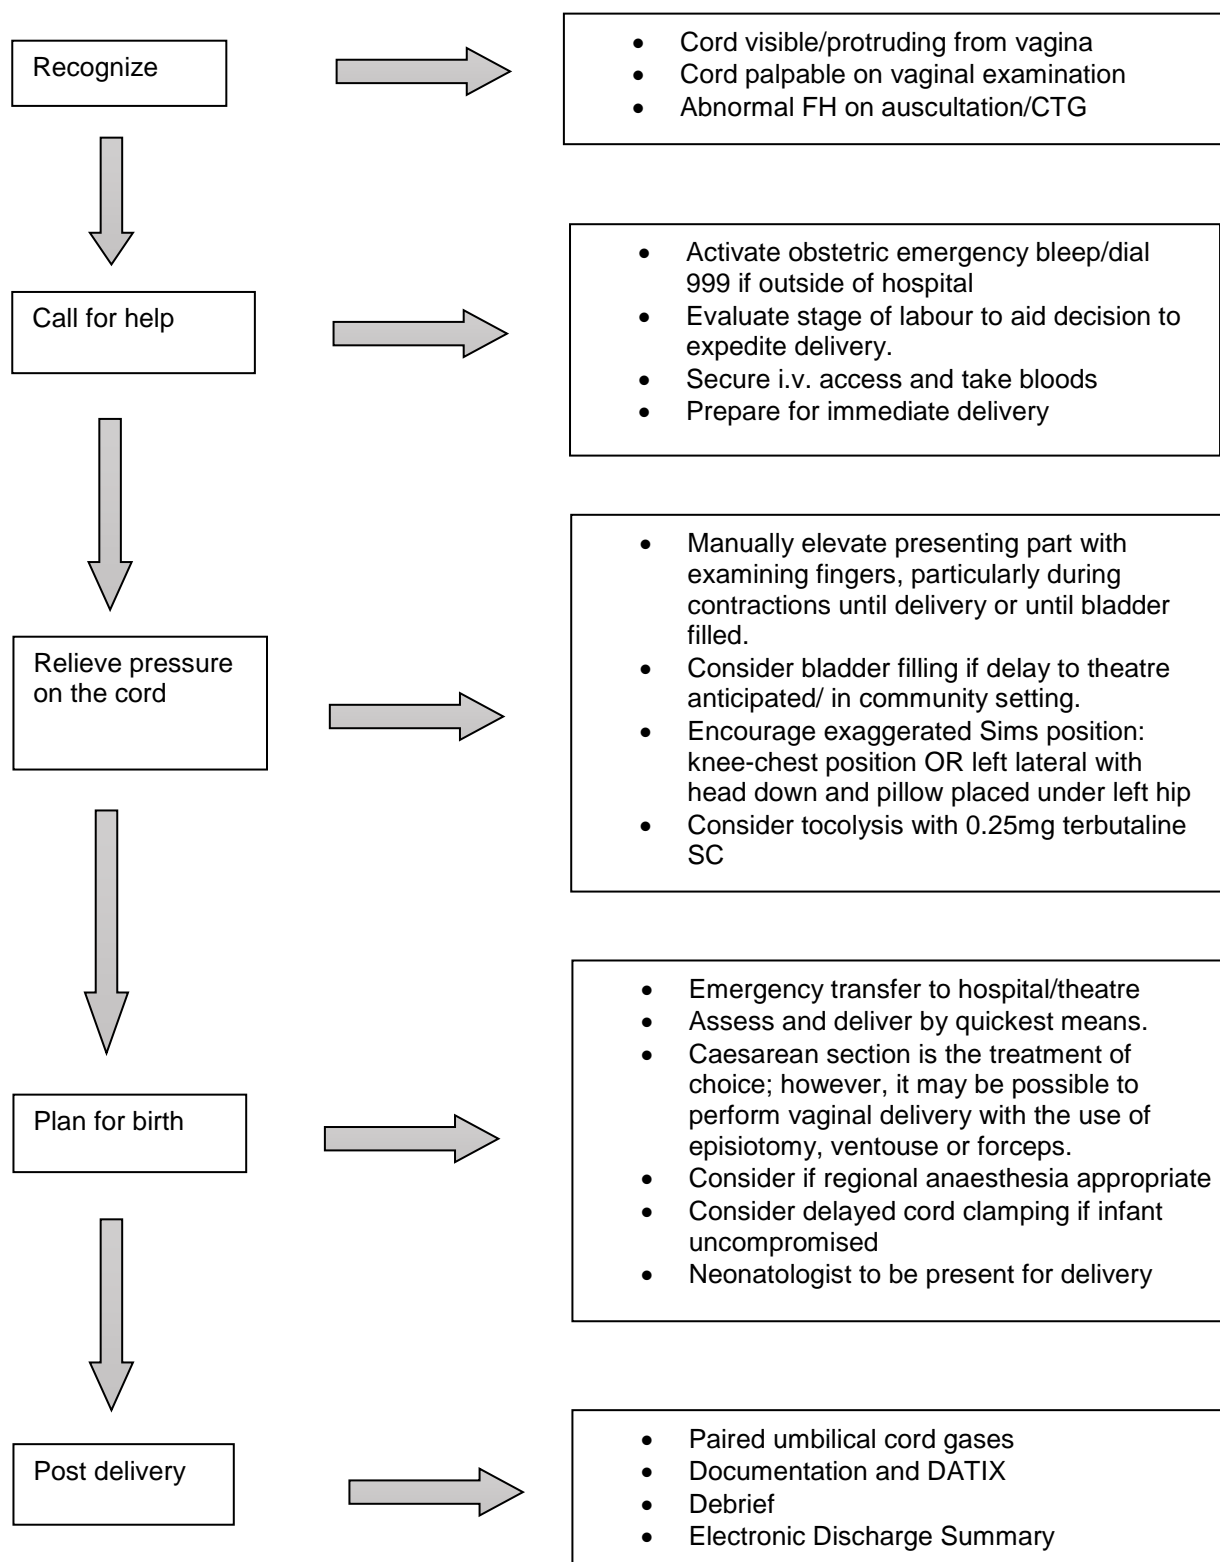 Recognize
• Cord visible/protruding from vagina
• Cord palpable on vaginal examination
• Abnormal FH on auscultation/CTG
Call for help
• Activate obstetric emergency bleep/dial
999 if outside of hospital
• Evaluate stage of labour to aid decision to
expedite delivery.
• Secure i.v. access and take bloods
• Prepare for immediate delivery
Relieve pressure
on the cord
• Manually elevate presenting part with
examining fingers, particularly during
contractions until delivery or until bladder
filled.
• Consider bladder filling if delay to theatre
anticipated/ in community setting.
• Encourage exaggerated Sims position:
knee-chest position OR left lateral with
head down and pillow placed under left hip
• Consider tocolysis with 0.25mg terbutaline
SC
Plan for birth
• Emergency transfer to hospital/theatre
• Assess and deliver by quickest means.
• Caesarean section is the treatment of
choice; however, it may be possible to
perform vaginal delivery with the use of
episiotomy, ventouse or forceps.
• Consider if regional anaesthesia appropriate
• Consider delayed cord clamping if infant
uncompromised
• Neonatologist to be present for delivery
Post delivery
• Paired umbilical cord gases
• Documentation and DATIX
• Debrief
• Electronic Discharge Summary